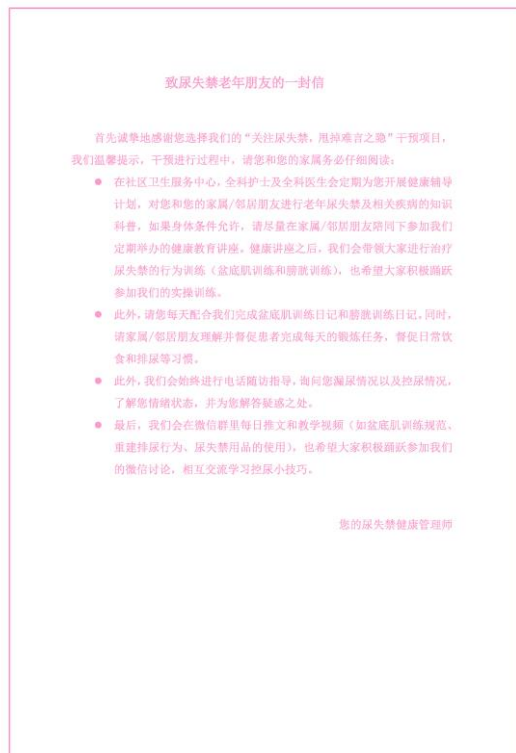 致尿失禁老年朋友的一封信
首先诚挚地感谢您选择我们的“关注尿失禁，甩掉难言之隐”干预项目，
我们温馨提示，干预进行过程中，请您和您的家属务必仔细阅读：
● 在社区卫生服务中心，全科护士及全科医生会定期为您开展健康辅导
计划，对您和您的家属/邻居朋友进行老年尿失禁及相关疾病的知识
科普，如果身体条件允许，请尽量在家属/邻居朋友陪同下参加我们
定期举办的健康教育讲座。健康讲座之后，我们会带领大家进行治疗
尿失禁的行为训练（盆底肌训练和膀胱训练），也希望大家积极踊跃
参加我们的实操训练。
● 此外，请您每天配合我们完成盆底肌训练日记和膀胱训练日记。同时，
请家属/邻居朋友理解并督促患者完成每天的锻炼任务，督促日常饮
食和排尿等习惯。
● 此外，我们会始终进行电话随访指导，询问您漏尿情况以及控尿情况，
了解您情绪状态，并为您解答疑惑之处。
● 最后，我们会在微信群里每日推文和教学视频（如盆底肌训练规范、
重建排尿行为、尿失禁用品的使用），也希望大家积极踊跃参加我们
的微信讨论，相互交流学习控尿小技巧。
您的尿失禁健康管理师